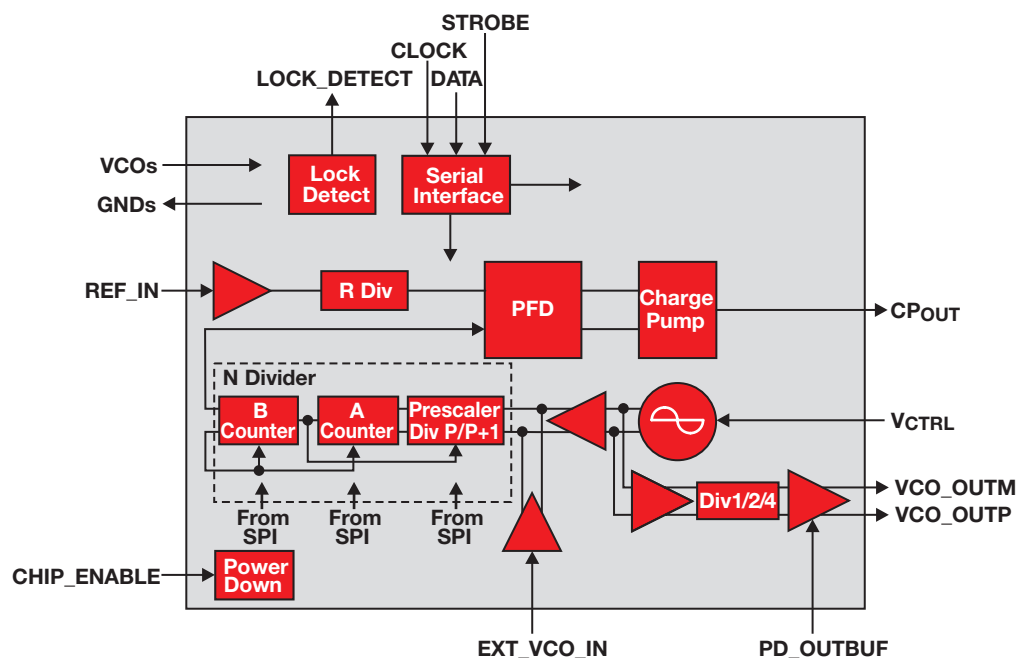 STROBE
CLOCK
LOCK_DETECT
DATA
VCOs
GNDs
Lock
Detect
Serial
Interface
REF_IN
R Div
PFD
Charge
Pump
CPOUT
N Divider
B
Counter
A
Counter
Prescaler
Div P/P+1
VCTRL
From
SPI
From
SPI
From
SPI
Div1/2/4
VCO_OUTM
VCO_OUTP
CHIP_ENABLE
Power
Down
EXT_VCO_IN
PD_OUTBUF